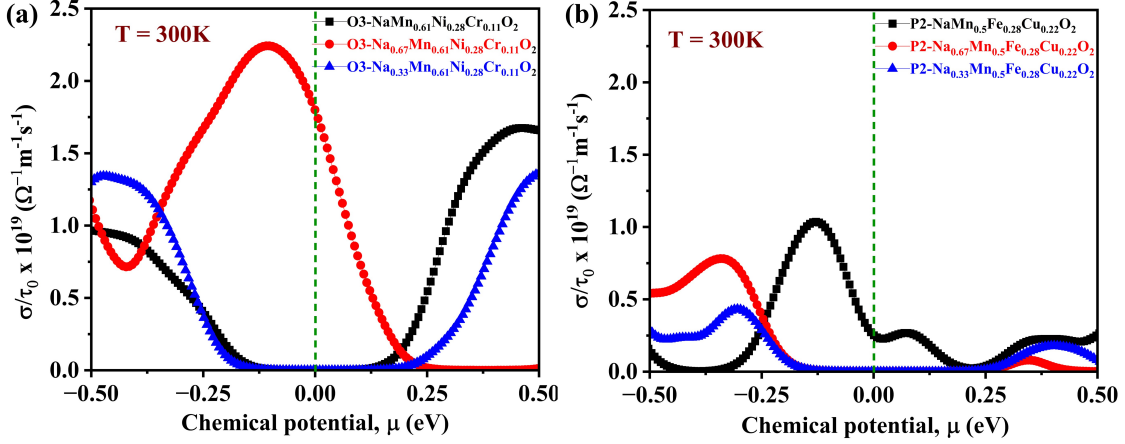 (a)
T = 300K
O3-NaMn0.61Ni0.28Cr0.11O2
O3-Na0.67Mn0.61Ni0.28Cr0.11O2
O3-Na0.33Mn0.61Ni0.28Cr0.11O2
σ/τ0 x 10^19 (Ω−1m-1s-1)
2.5
2.0
1.5
1.0
0.5
0.0
−0.50
−0.25
0.00
0.25
0.50
Chemical potential, μ (eV)
(b)
T = 300K
P2-NaMn0.5Fe0.28Cu0.22O2
P2-Na0.67Mn0.5Fe0.28Cu0.22O2
P2-Na0.33Mn0.5Fe0.28Cu0.22O2
σ/τ0 x 10^19 (Ω−1m-1s-1)
2.5
2.0
1.5
1.0
0.5
0.0
−0.50
−0.25
0.00
0.25
0.50
Chemical potential, μ (eV)